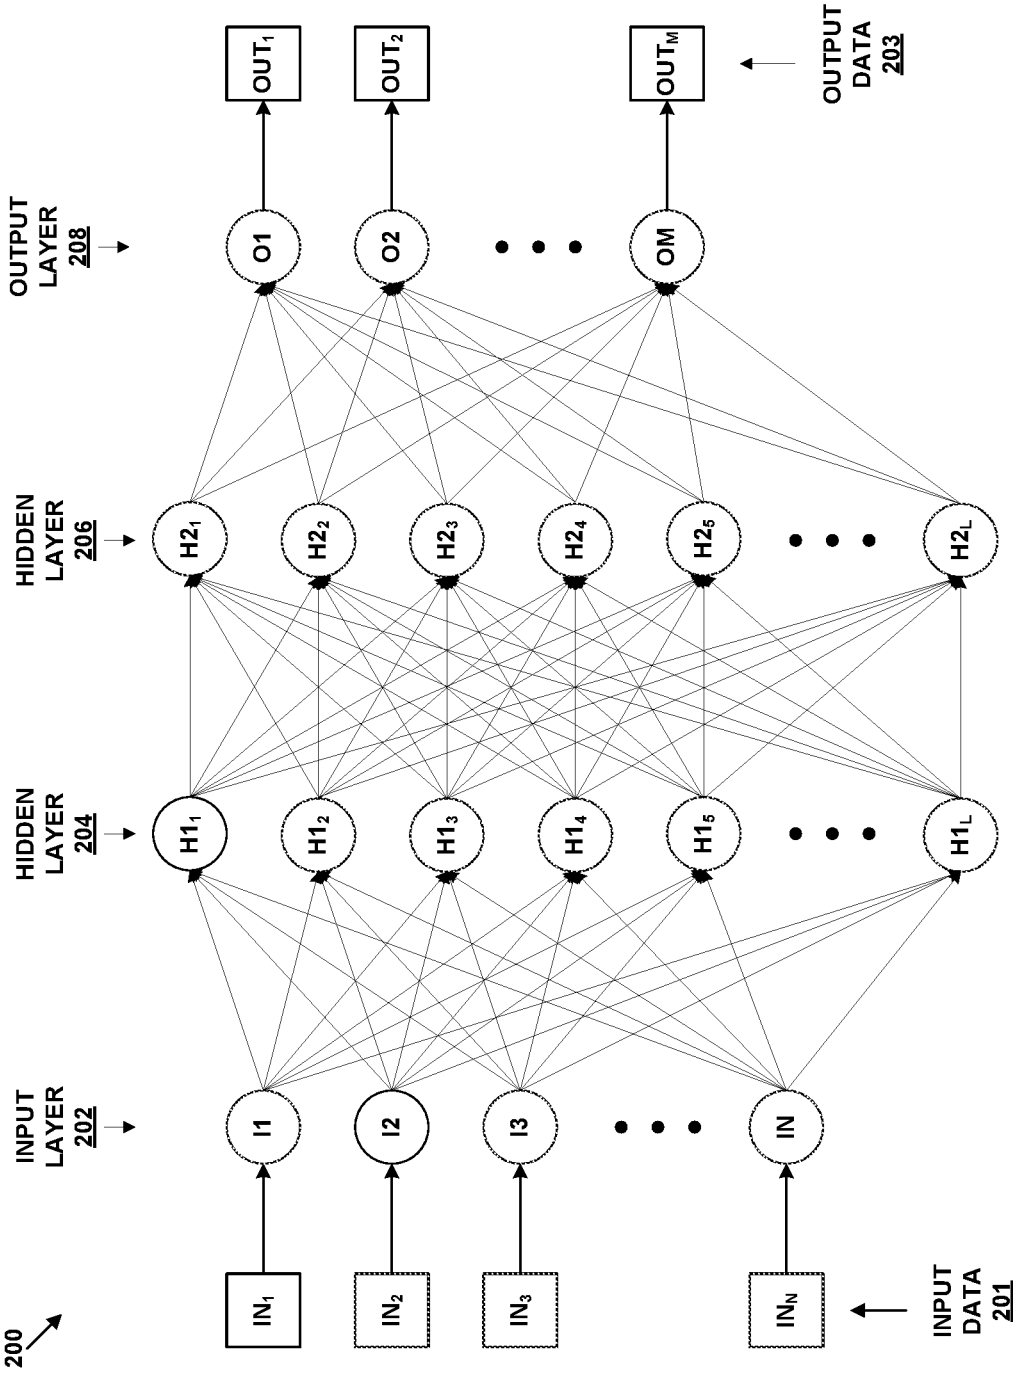 200
INPUT
LAYER
202
HIDDEN
LAYER
204
HIDDEN
LAYER
206
OUTPUT
LAYER
208
IN1
I1
H11
H21
O1
OUT1
IN2
I2
H12
H22
O2
OUT2
IN3
I3
H13
H23
H14
H24
H15
H25
OM
OUTM
INN
IN
H1L
H2L
INPUT
DATA
201
OUTPUT
DATA
203